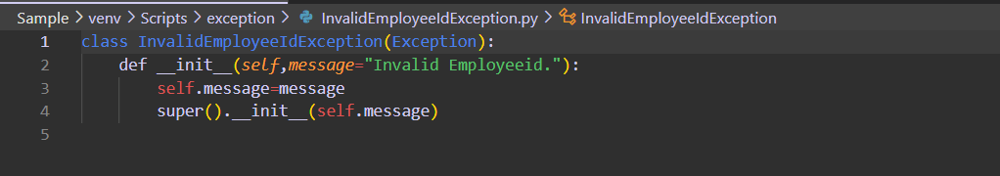 Sample > venv > Scripts > exception > InvalidEmployeeIdException.py > InvalidEmployeeIdException
1 class InvalidEmployeeIdException(Exception):
2     def __init__(self,message="Invalid Employeeid."):
3         self.message=message
4         super().__init__(self.message)
5